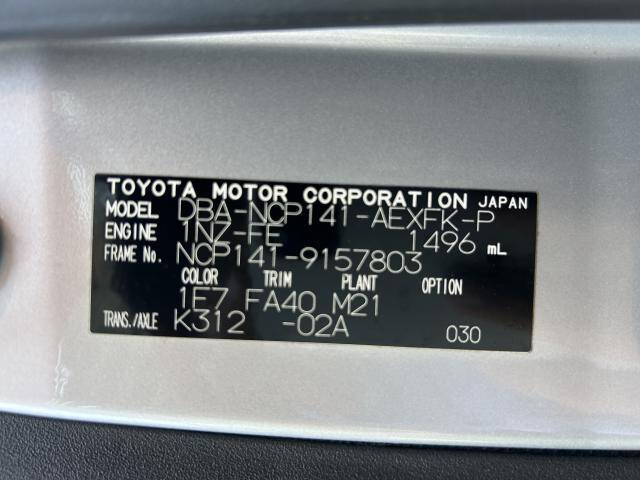 TOYOTA MOTOR CORPORATION JAPAN
MODEL DBA-NCP141-AEXFK-P
ENGINE 1NZ-FE 1496 mL
FRAME No. NCP141-9157803
COLOR TRIM PLANT OPTION
1E7 FA40 M21
TRANS./AXLE K312 -02A 030